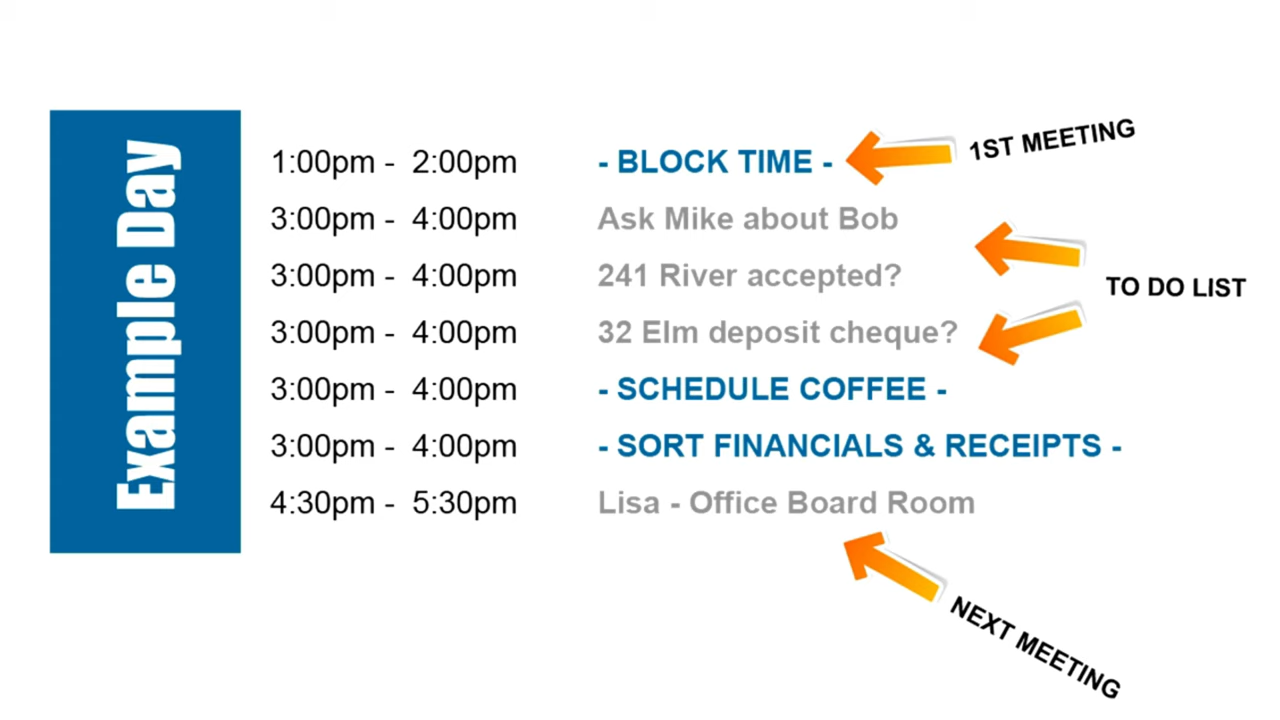 Example Day
1:00pm - 2:00pm - BLOCK TIME - 1ST MEETING
3:00pm - 4:00pm Ask Mike about Bob
3:00pm - 4:00pm 241 River accepted?
TO DO LIST
3:00pm - 4:00pm 32 Elm deposit cheque?
3:00pm - 4:00pm - SCHEDULE COFFEE -
3:00pm - 4:00pm - SORT FINANCIALS & RECEIPTS -
4:30pm - 5:30pm Lisa - Office Board Room
NEXT MEETING